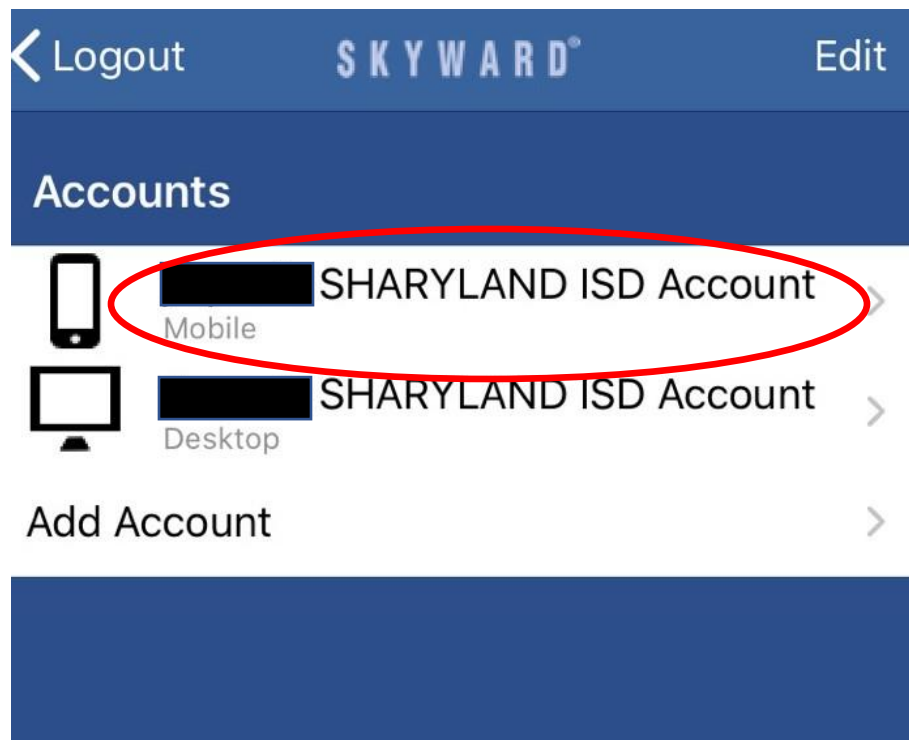 Logout SKYWARD® Edit
Accounts
SHARYLAND ISD Account
Mobile
SHARYLAND ISD Account
Desktop
Add Account